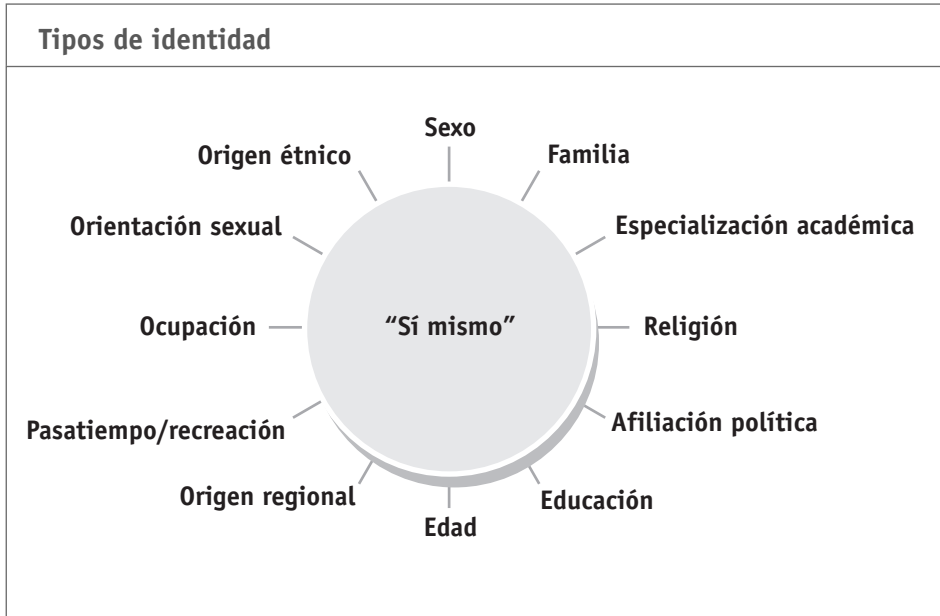 Tipos de identidad
Sexo
Origen étnico
Familia
Orientación sexual
Especialización académica
Ocupación
“Sí mismo”
Religión
Pasatiempo/recreación
Afiliación política
Origen regional
Educación
Edad